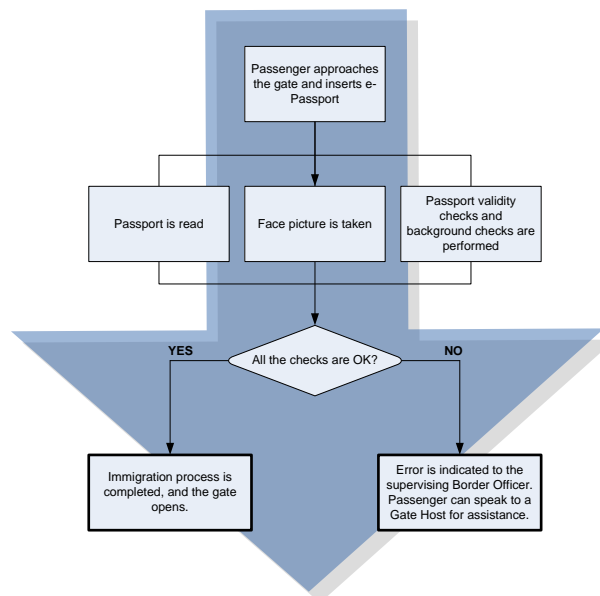 Passenger approaches
the gate and inserts e-
Passport
Passport is read
Face picture is taken
Passport validity
checks and
background checks are
performed
All the checks are OK?
YES
NO
Immigration process is
completed, and the gate
opens.
Error is indicated to the
supervising Border Officer.
Passenger can speak to a
Gate Host for assistance.